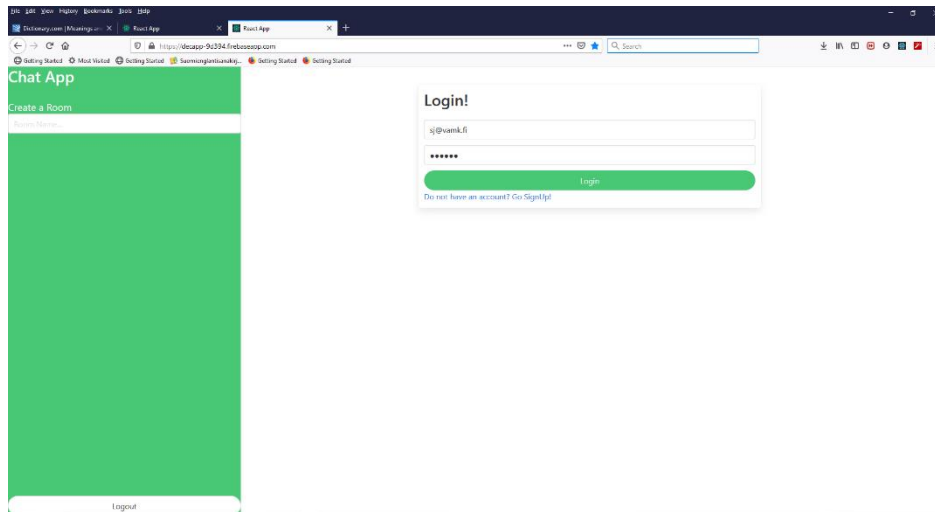 File Edit View History Bookmarks Tools Help
Dictionary.com | Meanings an
React App
React App
https://decapp-9d394.firebaseapp.com
Search
Getting Started
Most Visited
Getting Started
Getting Started
Getting Started
Chat App
Create a Room
Room Name...
Login!
sj@vamk.fi
Login
Do not have an account? Go SignUp!
Logout